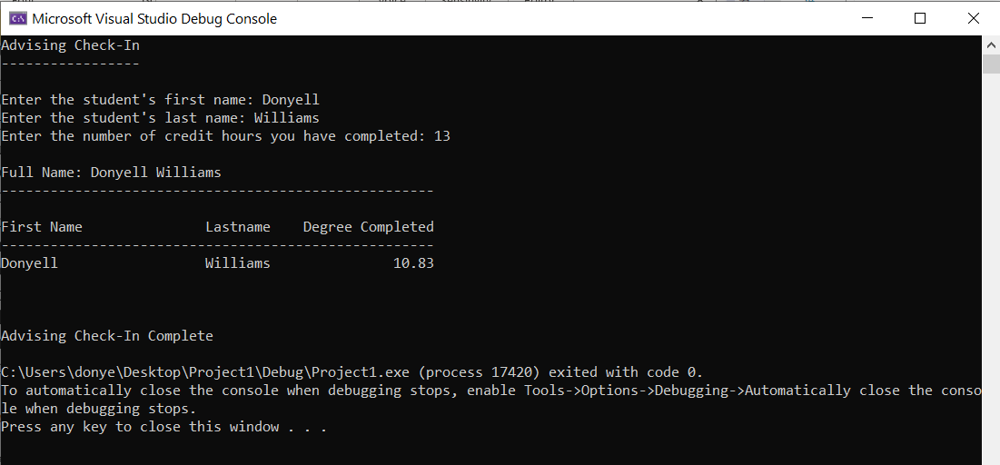 Microsoft Visual Studio Debug Console
Advising Check-In
-----------------
Enter the student's first name: Donyell
Enter the student's last name: Williams
Enter the number of credit hours you have completed: 13
Full Name: Donyell Williams
-----------------------------------------------------
First Name Lastname Degree Completed
-----------------------------------------------------
Donyell Williams 10.83
Advising Check-In Complete
C:\Users\donye\Desktop\Project1\Debug\Project1.exe (process 17420) exited with code 0.
To automatically close the console when debugging stops, enable Tools->Options->Debugging->Automatically close the conso
le when debugging stops.
Press any key to close this window . . .